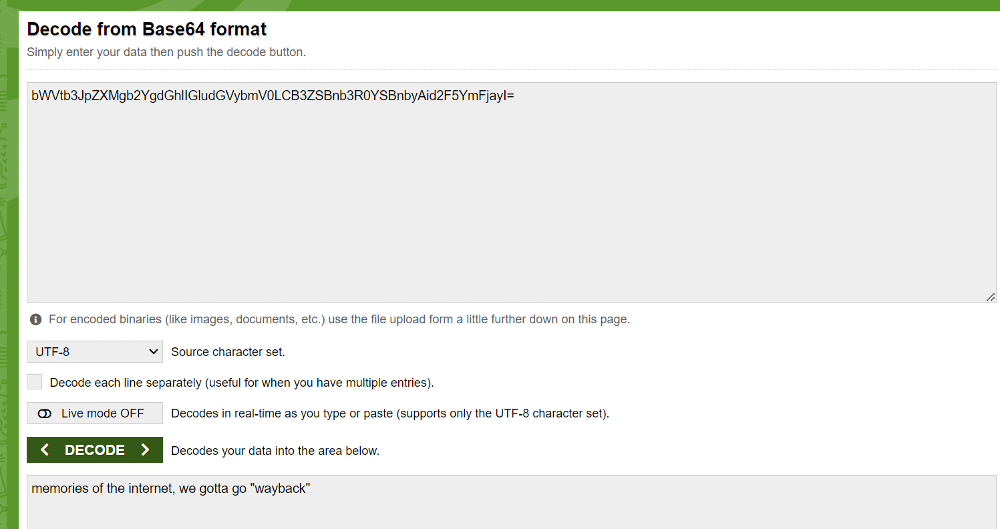 Decode from Base64 format
Simply enter your data then push the decode button.
bWVtb3JpZXMgb2YgdGhlIGludGVybmV0LCB3ZSBnb3R0YSBnbyAid2F5YmFjayI=
For encoded binaries (like images, documents, etc.) use the file upload form a little further down on this page.
UTF-8 Source character set.
Decode each line separately (useful for when you have multiple entries).
Live mode OFF Decodes in real-time as you type or paste (supports only the UTF-8 character set).
DECODE Decodes your data into the area below.
memories of the internet, we gotta go "wayback"